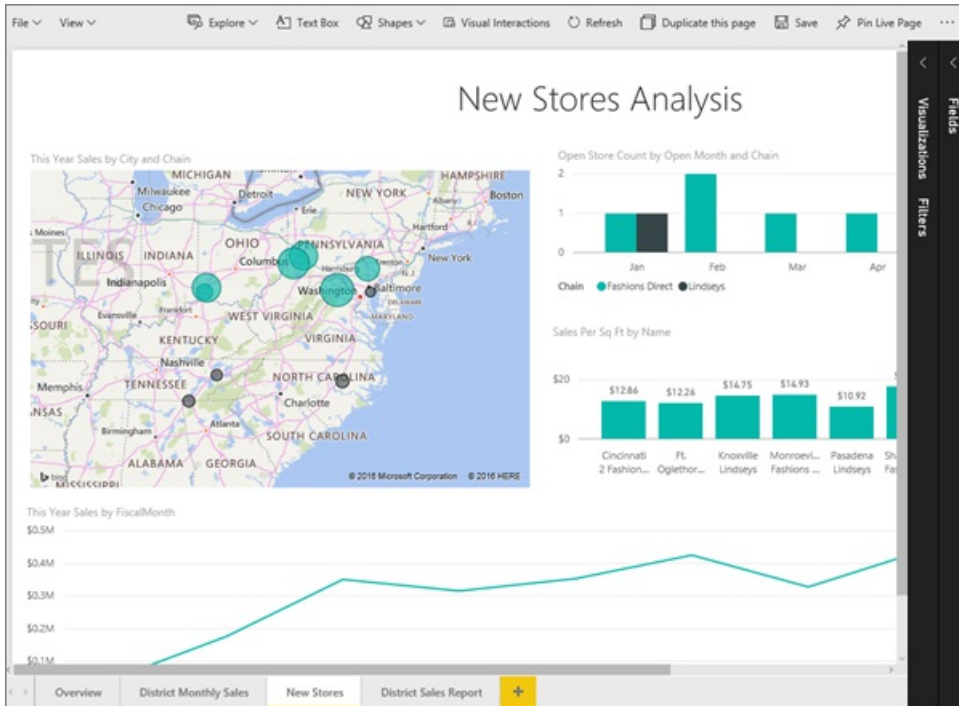 File View Explore Text Box Shapes Visual Interactions Refresh Duplicate this page Save Pin Live Page ...
New Stores Analysis
This Year Sales by City and Chain
MICHIGAN
HAMPSHIRE
Milwaukee
Detroit
NEW YORK
Albany
Boston
Chicago
Erie
Hartford
Moines
OHIO
PENNSYLVANIA
ILLINOIS
INDIANA
Columbus
Harrisburg
Trenton
New York
TES
N.J.
Indianapolis
Washington
Baltimore
DELAWARE
Evansville
Frankfort
WEST VIRGINIA
MARYLAND
SOURI
KENTUCKY
VIRGINIA
Nashville
Memphis
TENNESSEE
NORTH CAROLINA
Charlotte
NSAS
Atlanta
Birmingham
SOUTH CAROLINA
ALABAMA
GEORGIA
bing
© 2016 Microsoft Corporation © 2016 HERE
MISSISSIPPI
Open Store Count by Open Month and Chain
2
1
0
Jan Feb Mar Apr
Chain Fashions Direct Lindseys
Sales Per Sq Ft by Name
$20
$12.86 $12.26 $14.75 $14.93 $10.92
$0
Cincinnati Ft. Knoxville Monroevi... Pasadena Sh
2 Fashion... Oglethor... Lindseys Fashions ... Lindseys Fas
This Year Sales by FiscalMonth
$0.5M
$0.4M
$0.3M
$0.2M
$0.1M
Overview District Monthly Sales New Stores District Sales Report +
Visualizations
Filters
Fields